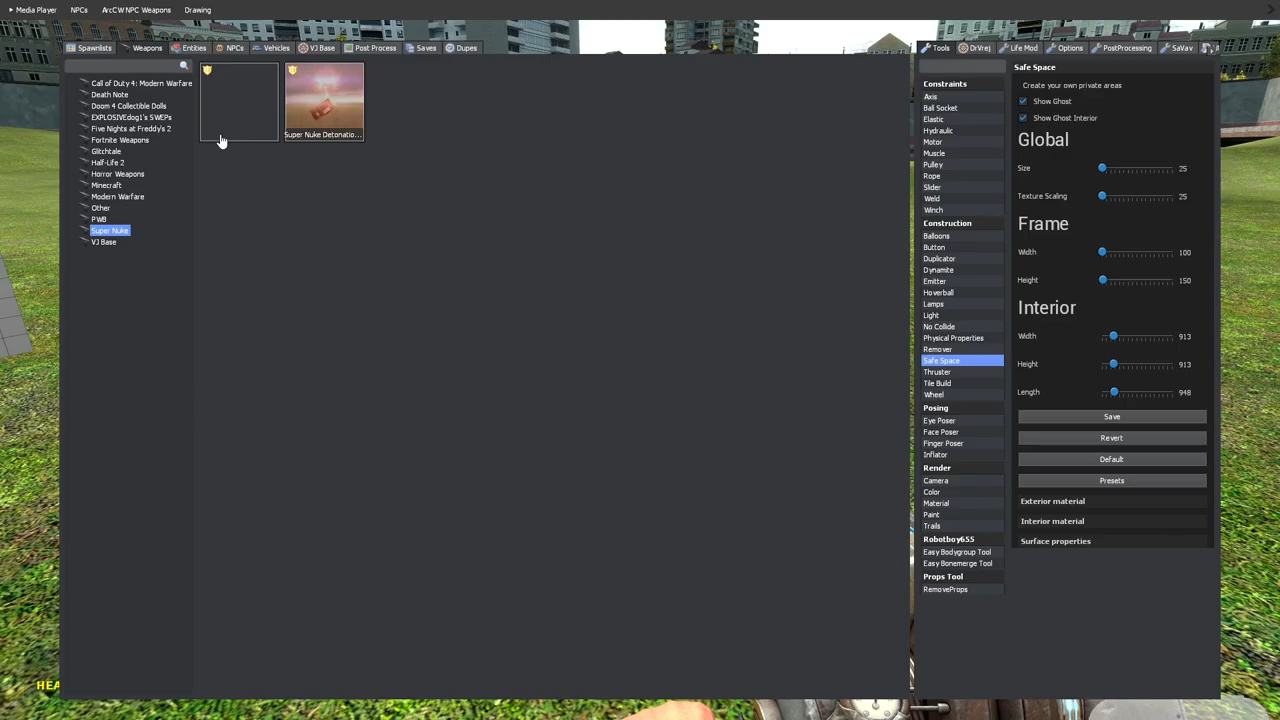 Media Player NPCs ArcCW NPC Weapons Drawing
Spawnlists Weapons Entities NPCs Vehicles VJ Base Post Process Saves Dupes
Call of Duty 4: Modern Warfare
Death Note
Doom 4 Collectible Dolls
EXPLOSIVEdog1's SWEPs
Five Nights at Freddy's 2
Fortnite Weapons
Glitchtale
Half-Life 2
Horror Weapons
Minecraft
Modern Warfare
Other
PWB
Super Nuke
VJ Base
Super Nuke Detonatio...
Tools DrVrej Life Mod Options PostProcessing SaVav
Constraints
Axis
Ball Socket
Elastic
Hydraulic
Motor
Muscle
Pulley
Rope
Slider
Weld
Winch
Construction
Balloons
Button
Duplicator
Dynamite
Emitter
Hoverball
Lamps
Light
No Collide
Physical Properties
Remover
Safe Space
Thruster
Tile Build
Wheel
Posing
Eye Poser
Face Poser
Finger Poser
Inflator
Render
Camera
Color
Material
Paint
Trails
Robotboy655
Easy Bodygroup Tool
Easy Bonemerge Tool
Props Tool
RemoveProps
Safe Space
Create your own private areas
Show Ghost
Show Ghost Interior
Global
Size 25
Texture Scaling 25
Frame
Width 100
Height 150
Interior
Width 913
Height 913
Length 948
Save
Revert
Default
Presets
Exterior material
Interior material
Surface properties
HEA